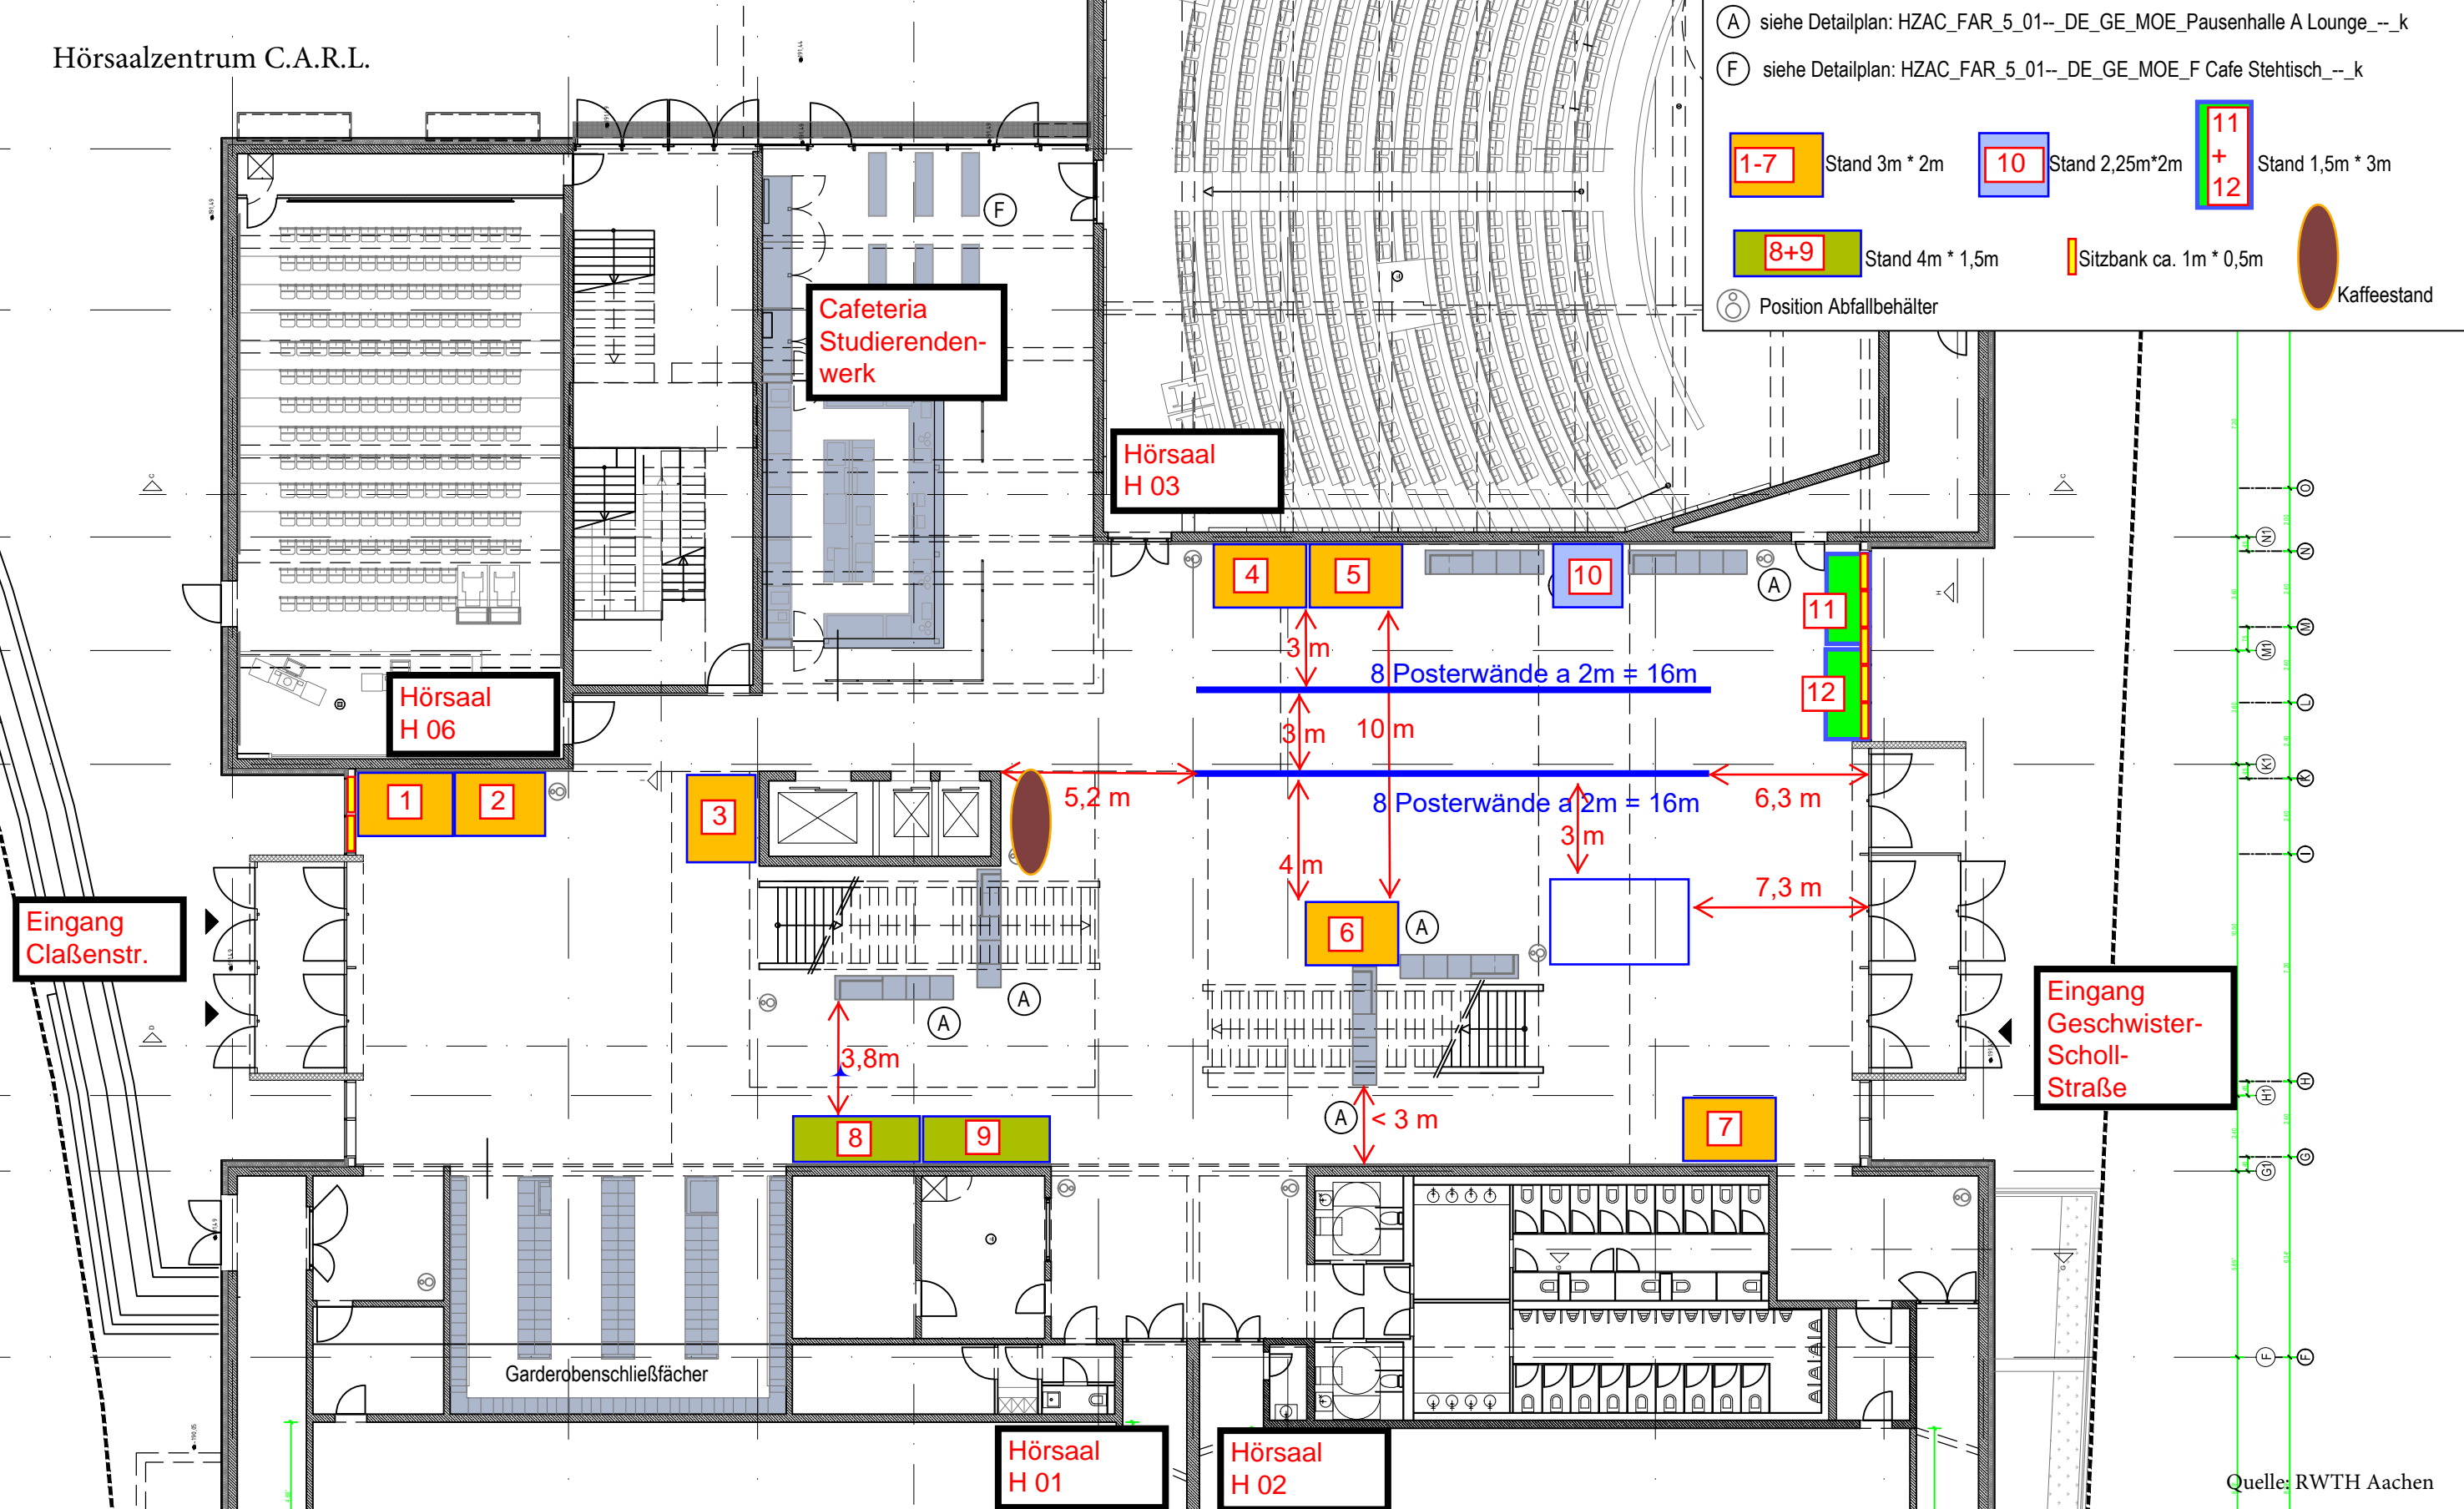 Hörsaalzentrum C.A.R.L.
A siehe Detailplan: HZAC_FAR_5_01--_DE_GE_MOE_Pausenhalle A Lounge_--_k
F siehe Detailplan: HZAC_FAR_5_01--_DE_GE_MOE_F Cafe Stehtisch_--_k
1-7 Stand 3m * 2m
10 Stand 2,25m*2m
11
+
12
Stand 1,5m * 3m
8+9 Stand 4m * 1,5m
Sitzbank ca. 1m * 0,5m
Kaffeestand
Position Abfallbehälter
F
Cafeteria
Studierenden-
werk
Hörsaal
H 03
Hörsaal
H 06
4
5
10
A
11
12
3 m
8 Posterwände a 2m = 16m
3 m
10 m
1
2
3
5,2 m
8 Posterwände a 2m = 16m
6,3 m
3 m
4 m
7,3 m
6
A
Eingang
Claßenstr.
A
A
3,8m
Eingang
Geschwister-
Scholl-
Straße
A
< 3 m
7
8
9
Garderobenschließfächer
Hörsaal
H 01
Hörsaal
H 02
O
N1
N
M
M1
L
K1
K
I
H
H1
G
G1
F
F
Quelle: RWTH Aachen